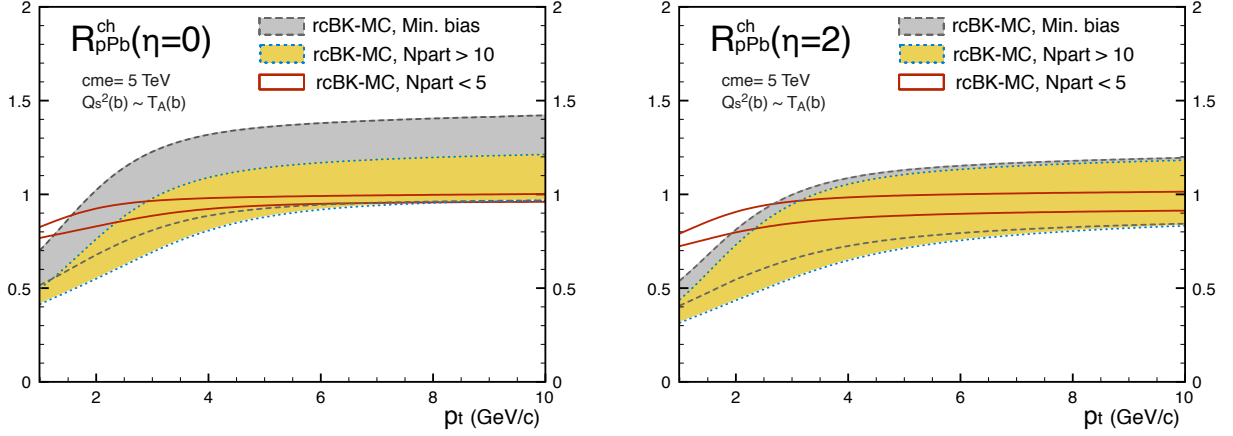 2
1.5
1
0.5
0
2
1.5
1
0.5
0
2 4 6 8 10
pt (GeV/c)
R^ch_pPb(η=0)
cme= 5 TeV
Qs²(b) ~ T_A(b)
rcBK-MC, Min. bias
rcBK-MC, Npart > 10
rcBK-MC, Npart < 5
2
1.5
1
0.5
0
2
1.5
1
0.5
0
2 4 6 8 10
pt (GeV/c)
R^ch_pPb(η=2)
cme= 5 TeV
Qs²(b) ~ T_A(b)
rcBK-MC, Min. bias
rcBK-MC, Npart > 10
rcBK-MC, Npart < 5